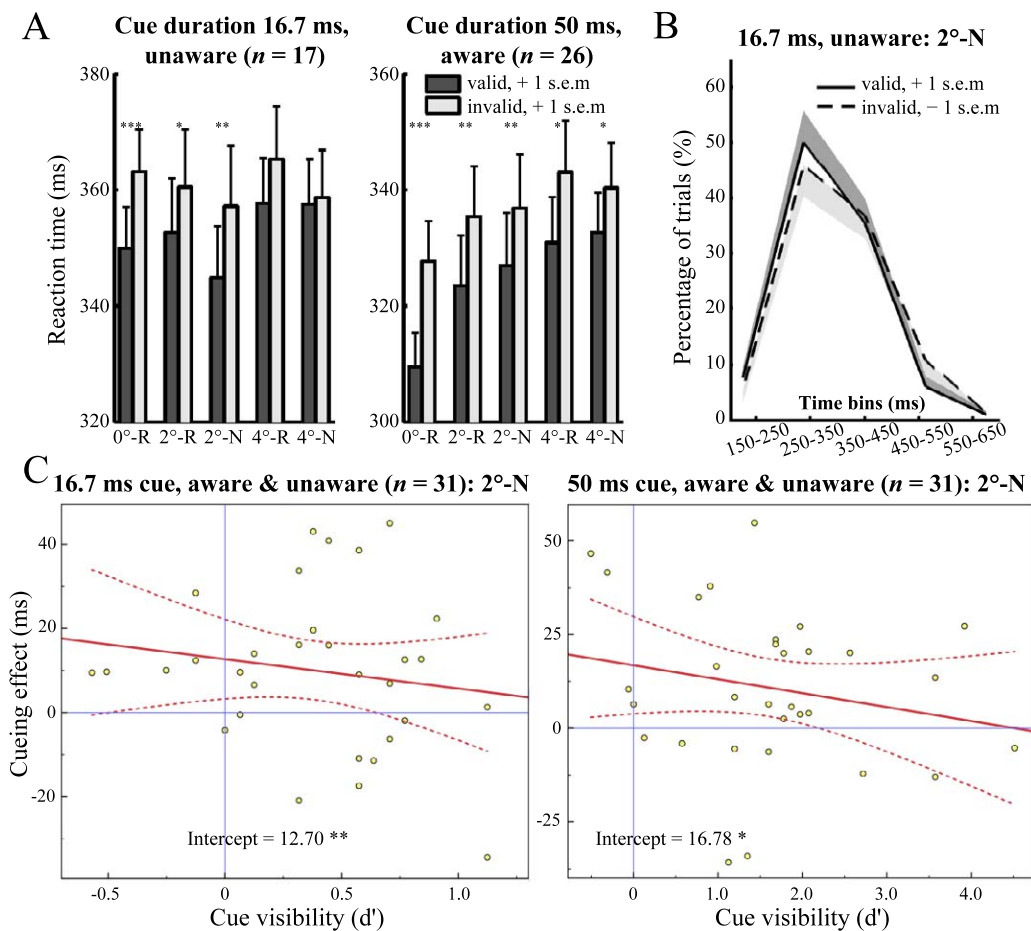 A
Cue duration 16.7 ms,
unaware (n = 17)
Cue duration 50 ms,
aware (n = 26)
B
16.7 ms, unaware: 2°-N
380
360
340
320
Reaction time (ms)
*** * **
0°-R 2°-R 2°-N 4°-R 4°-N
360
340
320
300
valid, + 1 s.e.m
invalid, + 1 s.e.m
*** ** ** * *
0°-R 2°-R 2°-N 4°-R 4°-N
valid, + 1 s.e.m
invalid, − 1 s.e.m
Percentage of trials (%)
60
50
40
30
20
10
0
Time bins (ms)
150-250 250-350 350-450 450-550 550-650
C
16.7 ms cue, aware & unaware (n = 31): 2°-N
50 ms cue, aware & unaware (n = 31): 2°-N
Cueing effect (ms)
40
20
0
-20
Intercept = 12.70 **
-0.5 0 0.5 1.0
Cue visibility (d')
50
25
0
-25
Intercept = 16.78 *
0 1.0 2.0 3.0 4.0
Cue visibility (d')